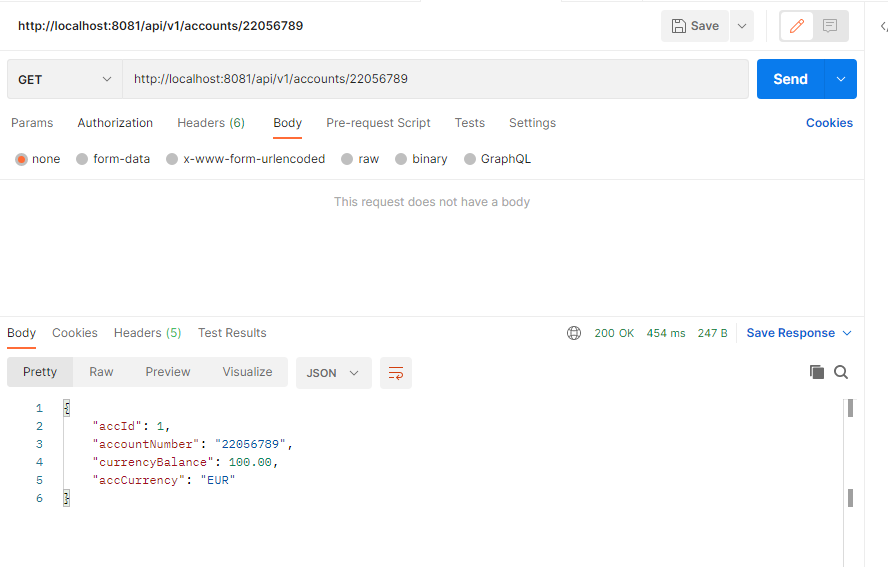 http://localhost:8081/api/v1/accounts/22056789
Save
GET
http://localhost:8081/api/v1/accounts/22056789
Send
Params Authorization Headers (6) Body Pre-request Script Tests Settings Cookies
none form-data x-www-form-urlencoded raw binary GraphQL
This request does not have a body
Body Cookies Headers (5) Test Results 200 OK 454 ms 247 B Save Response
Pretty Raw Preview Visualize JSON
1 {
2 "accId": 1,
3 "accountNumber": "22056789",
4 "currencyBalance": 100.00,
5 "accCurrency": "EUR"
6 }